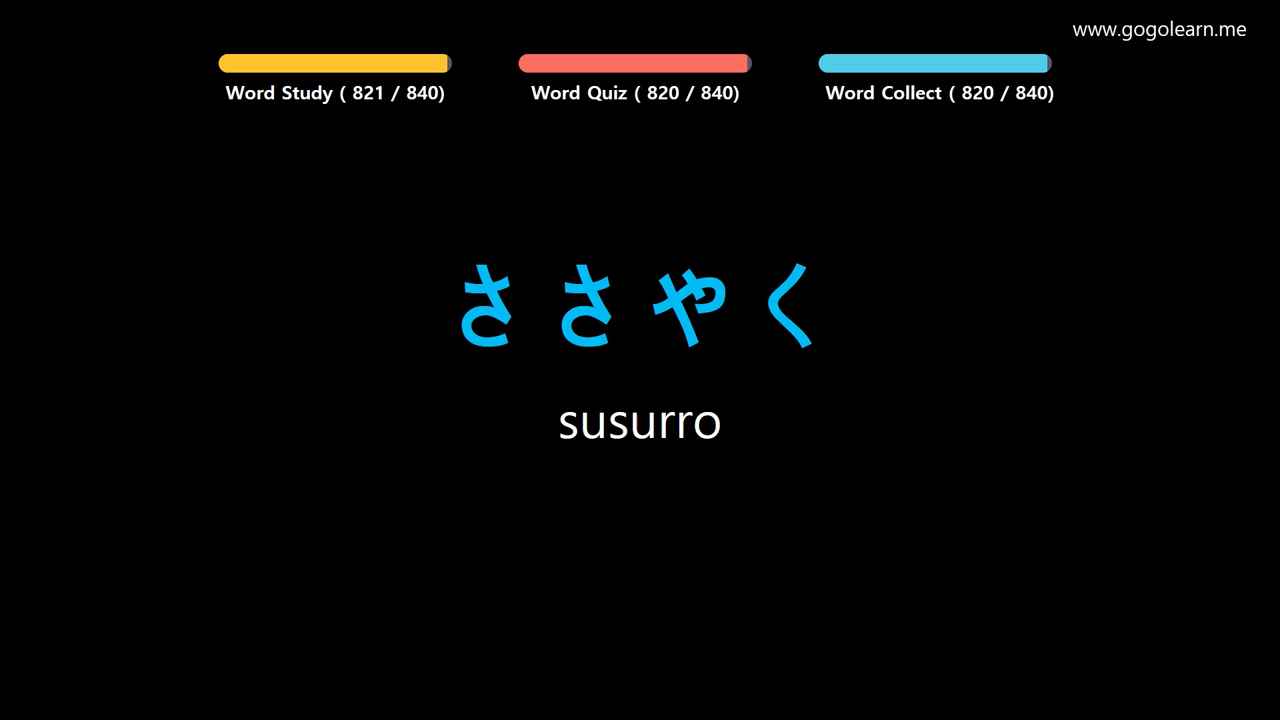 www.gogolearn.me
Word Study ( 821 / 840)
Word Quiz ( 820 / 840)
Word Collect ( 820 / 840)
ささやく
susurro